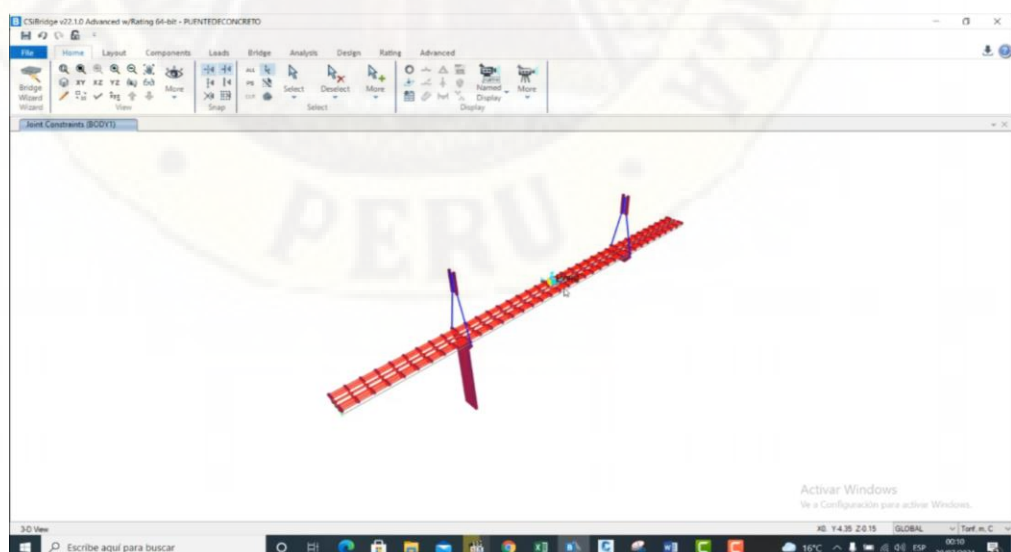 CSiBridge v22.1.0 Advanced w/Rating 64-bit - PUENTEDECONCRETO
File Home Layout Components Loads Bridge Analysis Design Rating Advanced
Bridge Wizard
More
Select Deselect More
Named Display
More
Wizard View Snap Select Display
Joint Constraints (BODY1)
PERU
Activar Windows
Ve a Configuración para activar Windows.
3-D View
GLOBAL
Tonf, m, C
Escribe aquí para buscar
16°C
ESP
00:10